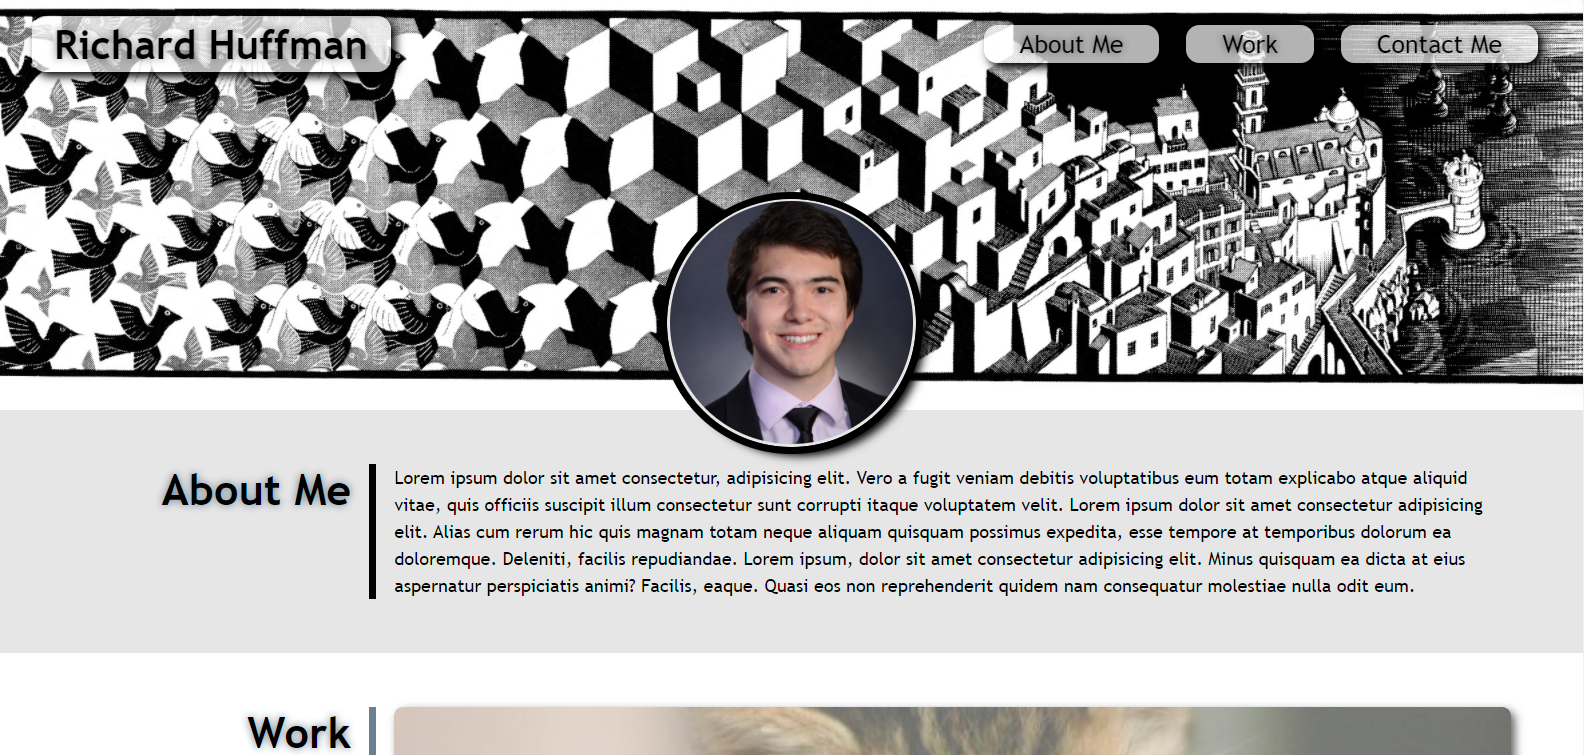 Richard Huffman
About Me
Work
Contact Me
About Me
Lorem ipsum dolor sit amet consectetur, adipisicing elit. Vero a fugit veniam debitis voluptatibus eum totam explicabo atque aliquid
vitae, quis officiis suscipit illum consectetur sunt corrupti itaque voluptatem velit. Lorem ipsum dolor sit amet consectetur adipisicing
elit. Alias cum rerum hic quis magnam totam neque aliquam quisquam possimus expedita, esse tempore at temporibus dolorum ea
doloremque. Deleniti, facilis repudiandae. Lorem ipsum, dolor sit amet consectetur adipisicing elit. Minus quisquam ea dicta at eius
aspernatur perspiciatis animi? Facilis, eaque. Quasi eos non reprehenderit quidem nam consequatur molestiae nulla odit eum.
Work